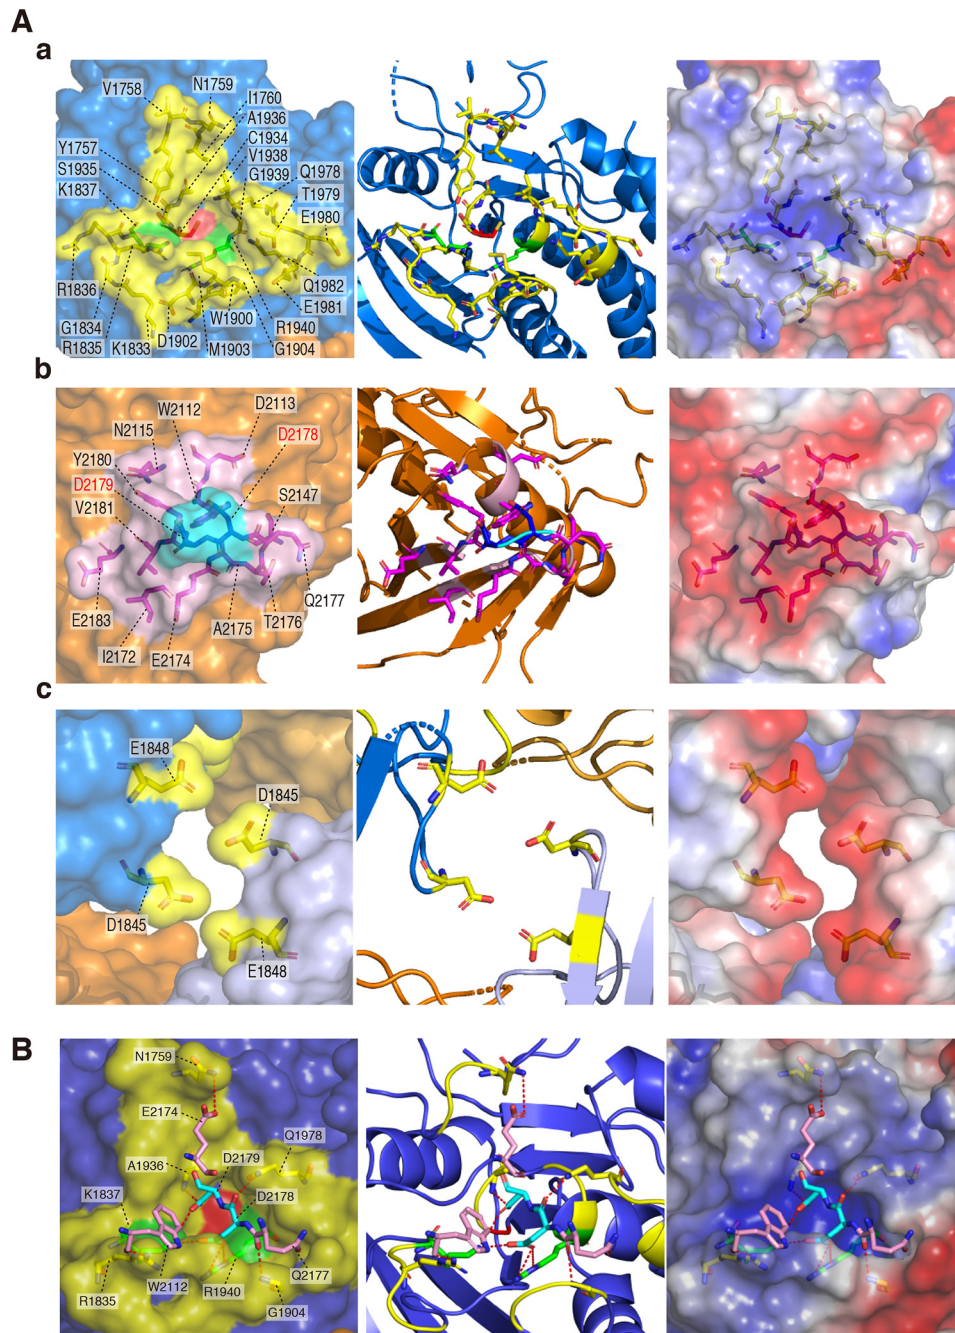 A
a
V1758
N1759
I1760
A1936
C1934
V1938
G1939
Y1757
S1935
K1837
Q1978
T1979
E1980
R1836
Q1982
G1834
W1900
E1981
R1835
K1833
D1902
M1903
R1940
G1904
b
W2112
D2113
N2115
D2178
Y2180
D2179
V2181
S2147
Q2177
E2183
A2175
T2176
I2172
E2174
c
E1848
D1845
D1845
E1848
B
N1759
E2174
Q1978
A1936
D2179
K1837
D2178
Q2177
R1835
W2112
R1940
G1904